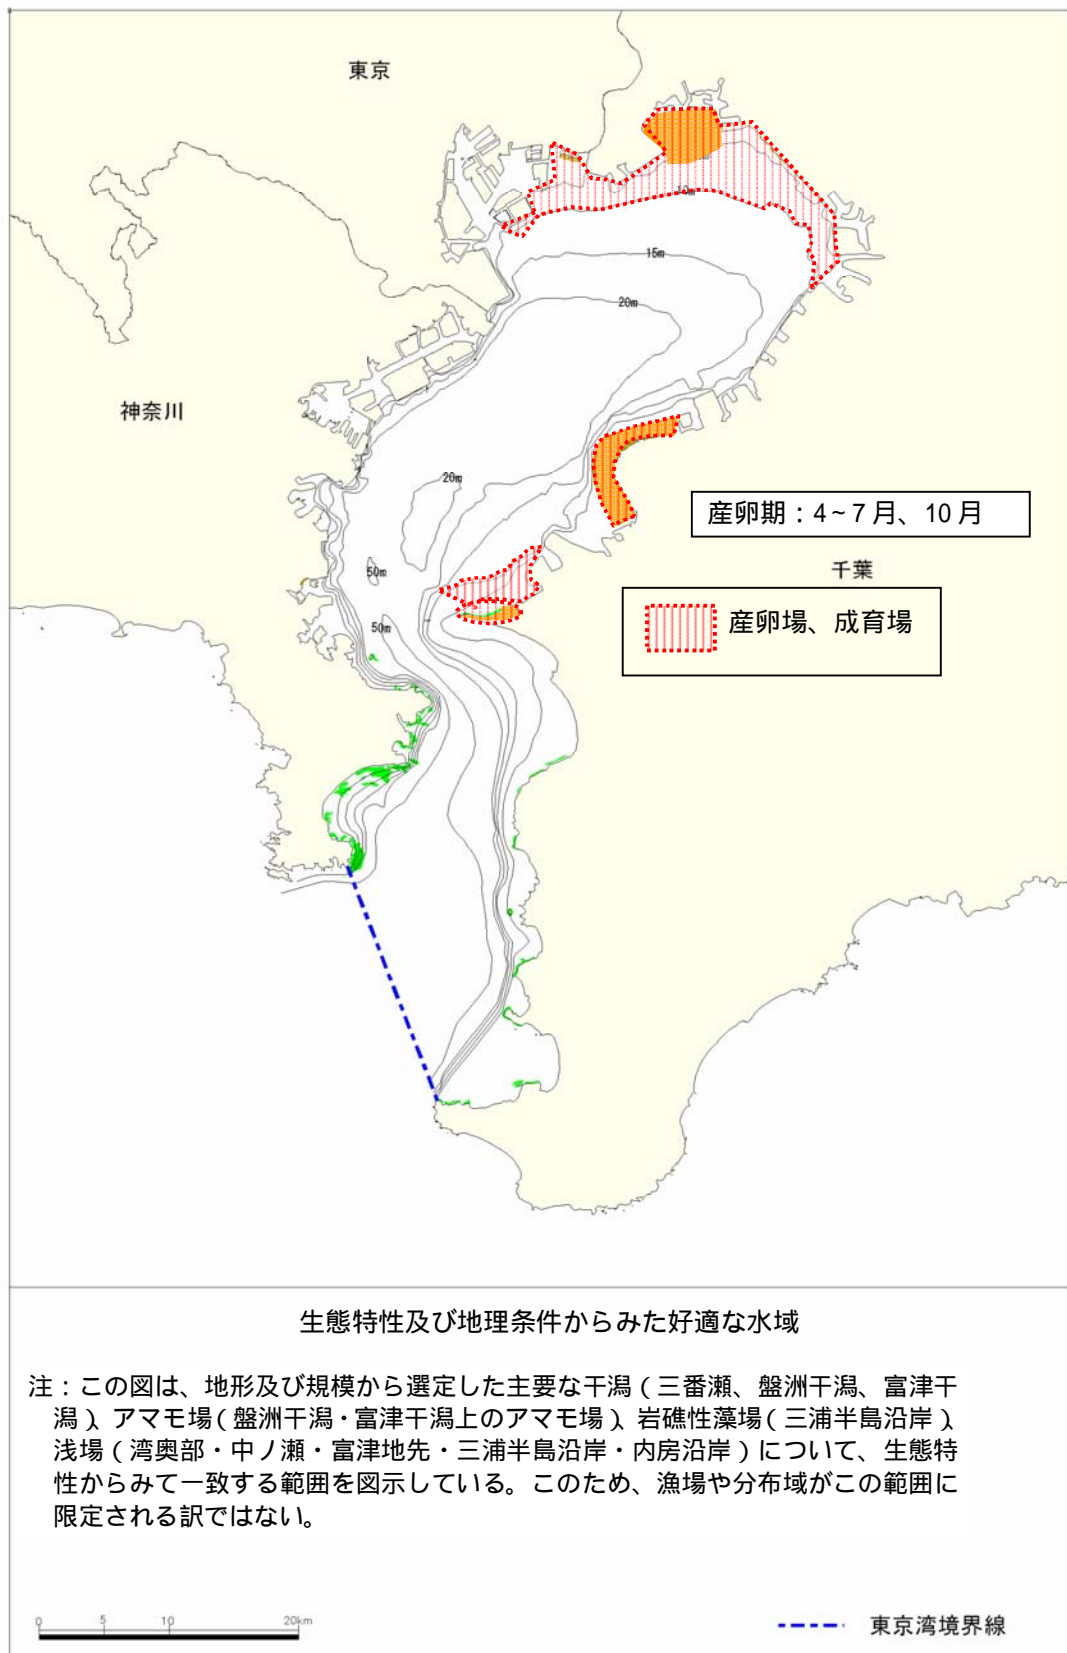 東京
10m
15m
20m
神奈川
20m
産卵期：4~7月、10月
50m
千葉
産卵場、成育場
50m
生態特性及び地理条件からみた好適な水域
注：この図は、地形及び規模から選定した主要な干潟（三番瀬、盤洲干潟、富津干
潟）、アマモ場（盤洲干潟・富津干潟上のアマモ場）、岩礁性藻場（三浦半島沿岸）、
浅場（湾奥部・中ノ瀬・富津地先・三浦半島沿岸・内房沿岸）について、生態特
性からみて一致する範囲を図示している。このため、漁場や分布域がこの範囲に
限定される訳ではない。
0 5 10 20km
東京湾境界線